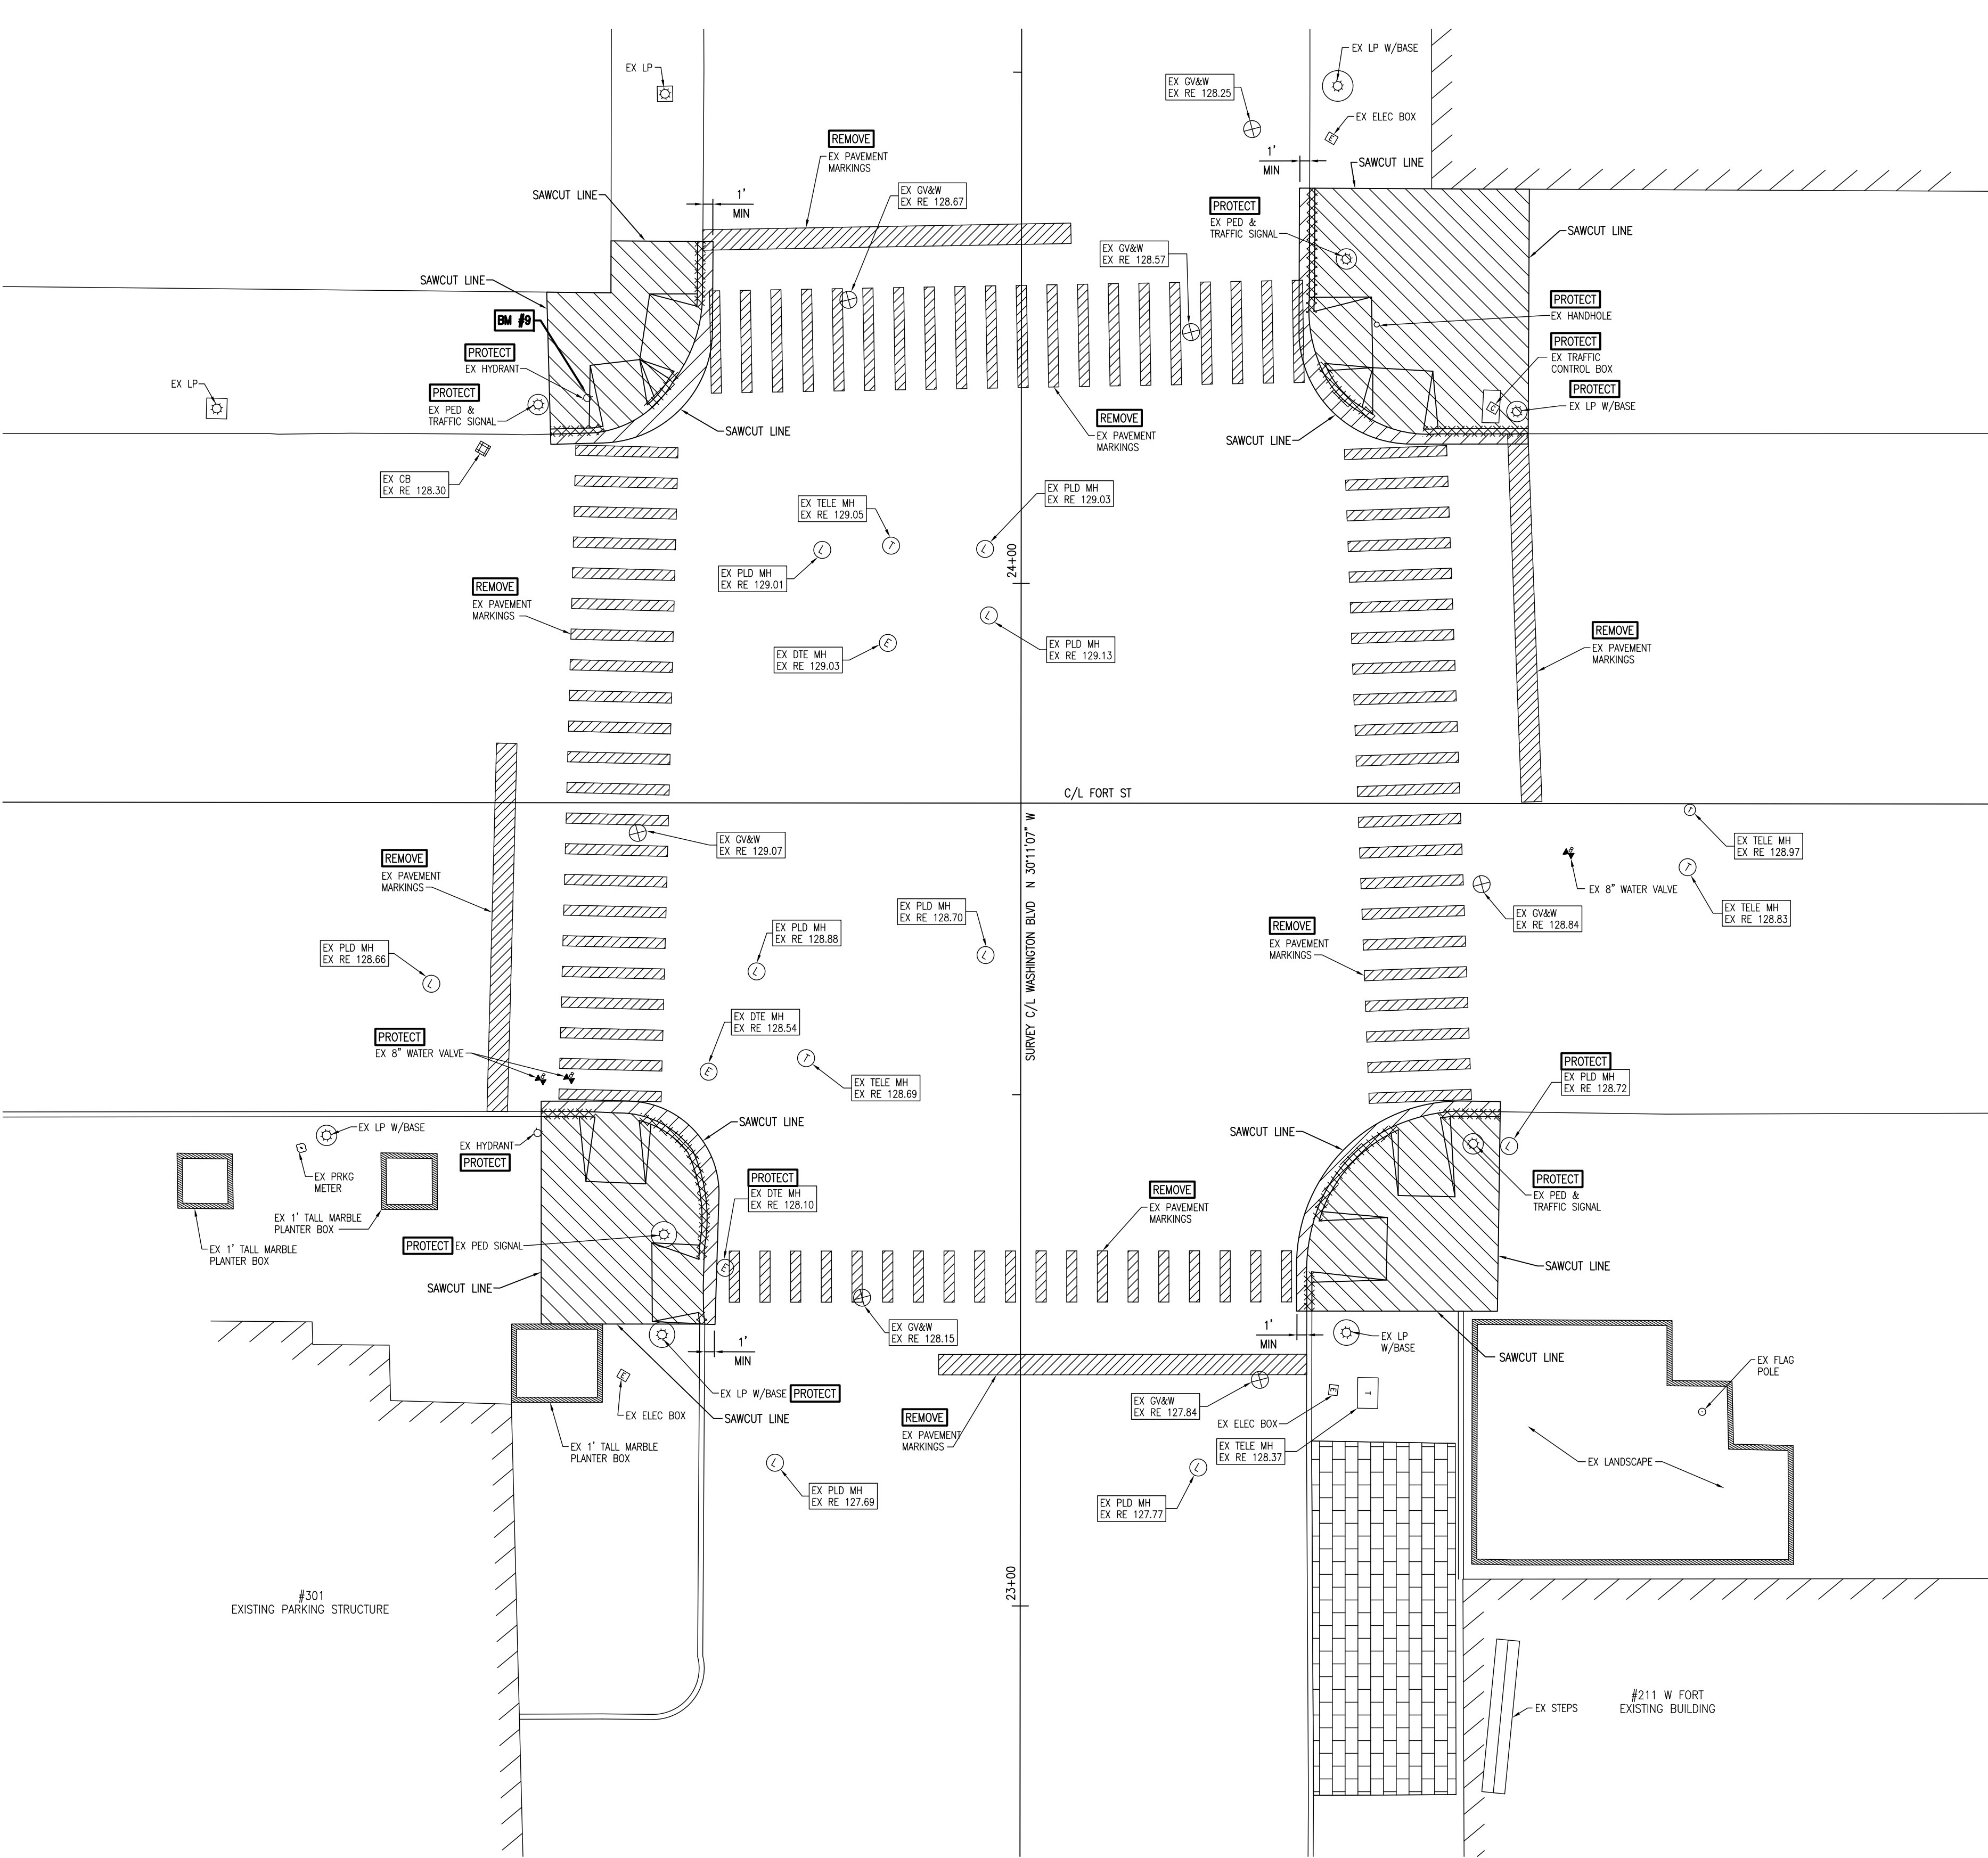 EX LP
EX LP W/BASE
EX GV&W
EX RE 128.25
EX ELEC BOX
REMOVE
EX PAVEMENT
MARKINGS
1'
MIN
SAWCUT LINE
SAWCUT LINE
1'
MIN
EX GV&W
EX RE 128.67
PROTECT
EX PED &
TRAFFIC SIGNAL
SAWCUT LINE
EX GV&W
EX RE 128.57
SAWCUT LINE
BM #9
PROTECT
EX HANDHOLE
PROTECT
EX HYDRANT
PROTECT
EX TRAFFIC
CONTROL BOX
EX LP
PROTECT
EX PED &
TRAFFIC SIGNAL
PROTECT
EX LP W/BASE
E
SAWCUT LINE
REMOVE
EX PAVEMENT
MARKINGS
SAWCUT LINE
EX CB
EX RE 128.30
EX TELE MH
EX RE 129.05
EX PLD MH
EX RE 129.03
L
T
L
24+00
EX PLD MH
EX RE 129.01
REMOVE
EX PAVEMENT
MARKINGS
L
E
EX DTE MH
EX RE 129.03
EX PLD MH
EX RE 129.13
REMOVE
EX PAVEMENT
MARKINGS
C/L FORT ST
T
EX GV&W
EX RE 129.07
EX TELE MH
EX RE 128.97
REMOVE
EX PAVEMENT
MARKINGS
T
EX 8" WATER VALVE
SURVEY C/L WASHINGTON BLVD N 30°11'07" W
EX PLD MH
EX RE 128.70
EX GV&W
EX RE 128.84
EX TELE MH
EX RE 128.83
EX PLD MH
EX RE 128.88
REMOVE
EX PAVEMENT
MARKINGS
EX PLD MH
EX RE 128.66
L
L
L
EX DTE MH
EX RE 128.54
PROTECT
EX 8" WATER VALVE
E
T
EX TELE MH
EX RE 128.69
PROTECT
EX PLD MH
EX RE 128.72
SAWCUT LINE
EX LP W/BASE
EX HYDRANT
PROTECT
SAWCUT LINE
L
EX PRKG
METER
PROTECT
EX DTE MH
EX RE 128.10
REMOVE
EX PAVEMENT
MARKINGS
PROTECT
EX PED &
TRAFFIC SIGNAL
EX 1' TALL MARBLE
PLANTER BOX
EX 1' TALL MARBLE
PLANTER BOX
PROTECT EX PED SIGNAL
E
SAWCUT LINE
SAWCUT LINE
EX GV&W
EX RE 128.15
1'
MIN
1'
MIN
EX LP
W/BASE
SAWCUT LINE
EX FLAG
POLE
E
EX LP W/BASE PROTECT
EX ELEC BOX
SAWCUT LINE
REMOVE
EX PAVEMENT
MARKINGS
EX GV&W
EX RE 127.84
E
T
EX ELEC BOX
EX 1' TALL MARBLE
PLANTER BOX
EX TELE MH
EX RE 128.37
EX LANDSCAPE
L
EX PLD MH
EX RE 127.69
L
EX PLD MH
EX RE 127.77
23+00
#301
EXISTING PARKING STRUCTURE
EX STEPS
#211 W FORT
EXISTING BUILDING